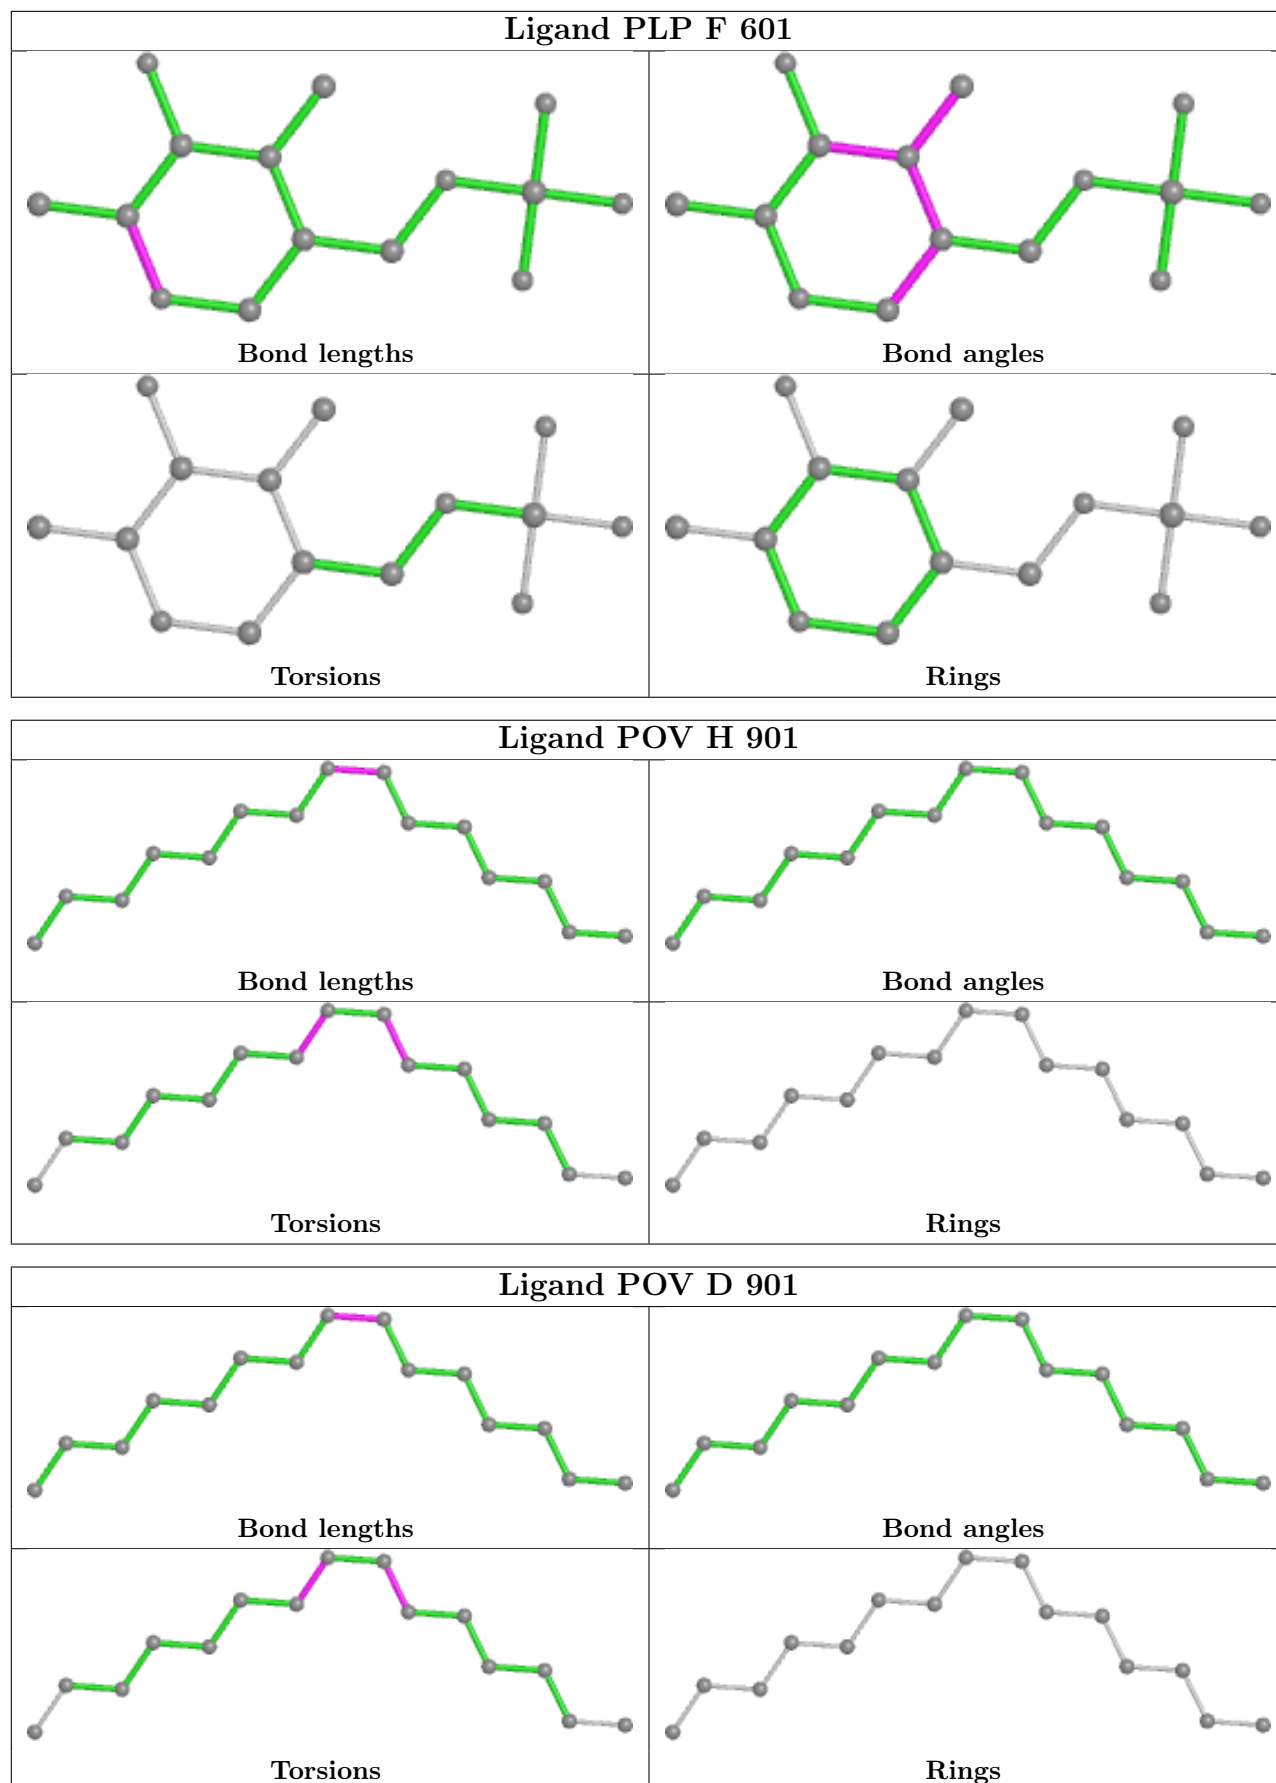 Ligand PLP F 601
Bond lengths
Bond angles
Torsions
Rings
Ligand POV H 901
Bond lengths
Bond angles
Torsions
Rings
Ligand POV D 901
Bond lengths
Bond angles
Torsions
Rings